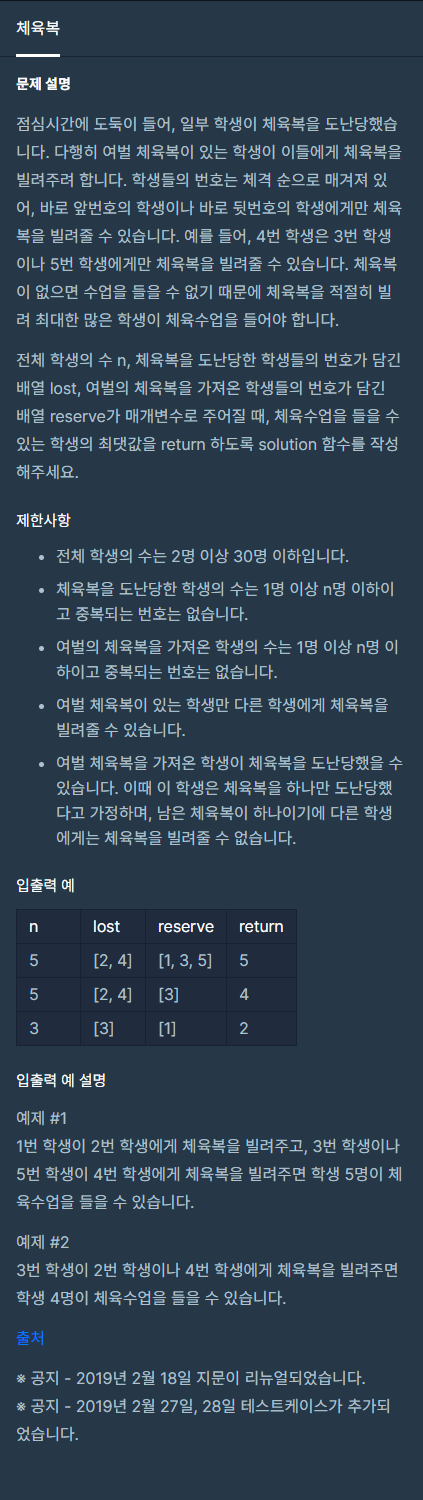 체육복
문제 설명
점심시간에 도둑이 들어, 일부 학생이 체육복을 도난당했습
니다. 다행히 여벌 체육복이 있는 학생이 이들에게 체육복을
빌려주려 합니다. 학생들의 번호는 체격 순으로 매겨져 있
어, 바로 앞번호의 학생이나 바로 뒷번호의 학생에게만 체육
복을 빌려줄 수 있습니다. 예를 들어, 4번 학생은 3번 학생
이나 5번 학생에게만 체육복을 빌려줄 수 있습니다. 체육복
이 없으면 수업을 들을 수 없기 때문에 체육복을 적절히 빌
려 최대한 많은 학생이 체육수업을 들어야 합니다.
전체 학생의 수 n, 체육복을 도난당한 학생들의 번호가 담긴
배열 lost, 여벌의 체육복을 가져온 학생들의 번호가 담긴
배열 reserve가 매개변수로 주어질 때, 체육수업을 들을 수
있는 학생의 최댓값을 return 하도록 solution 함수를 작성
해주세요.
제한사항
• 전체 학생의 수는 2명 이상 30명 이하입니다.
• 체육복을 도난당한 학생의 수는 1명 이상 n명 이하이
고 중복되는 번호는 없습니다.
• 여벌의 체육복을 가져온 학생의 수는 1명 이상 n명 이
하이고 중복되는 번호는 없습니다.
• 여벌 체육복이 있는 학생만 다른 학생에게 체육복을
빌려줄 수 있습니다.
• 여벌 체육복을 가져온 학생이 체육복을 도난당했을 수
있습니다. 이때 이 학생은 체육복을 하나만 도난당했
다고 가정하며, 남은 체육복이 하나이기에 다른 학생
에게는 체육복을 빌려줄 수 없습니다.
입출력 예
n lost reserve return
5 [2, 4] [1, 3, 5] 5
5 [2, 4] [3] 4
3 [3] [1] 2
입출력 예 설명
예제 #1
1번 학생이 2번 학생에게 체육복을 빌려주고, 3번 학생이나
5번 학생이 4번 학생에게 체육복을 빌려주면 학생 5명이 체
육수업을 들을 수 있습니다.
예제 #2
3번 학생이 2번 학생이나 4번 학생에게 체육복을 빌려주면
학생 4명이 체육수업을 들을 수 있습니다.
출처
※ 공지 - 2019년 2월 18일 지문이 리뉴얼되었습니다.
※ 공지 - 2019년 2월 27일, 28일 테스트케이스가 추가되
었습니다.